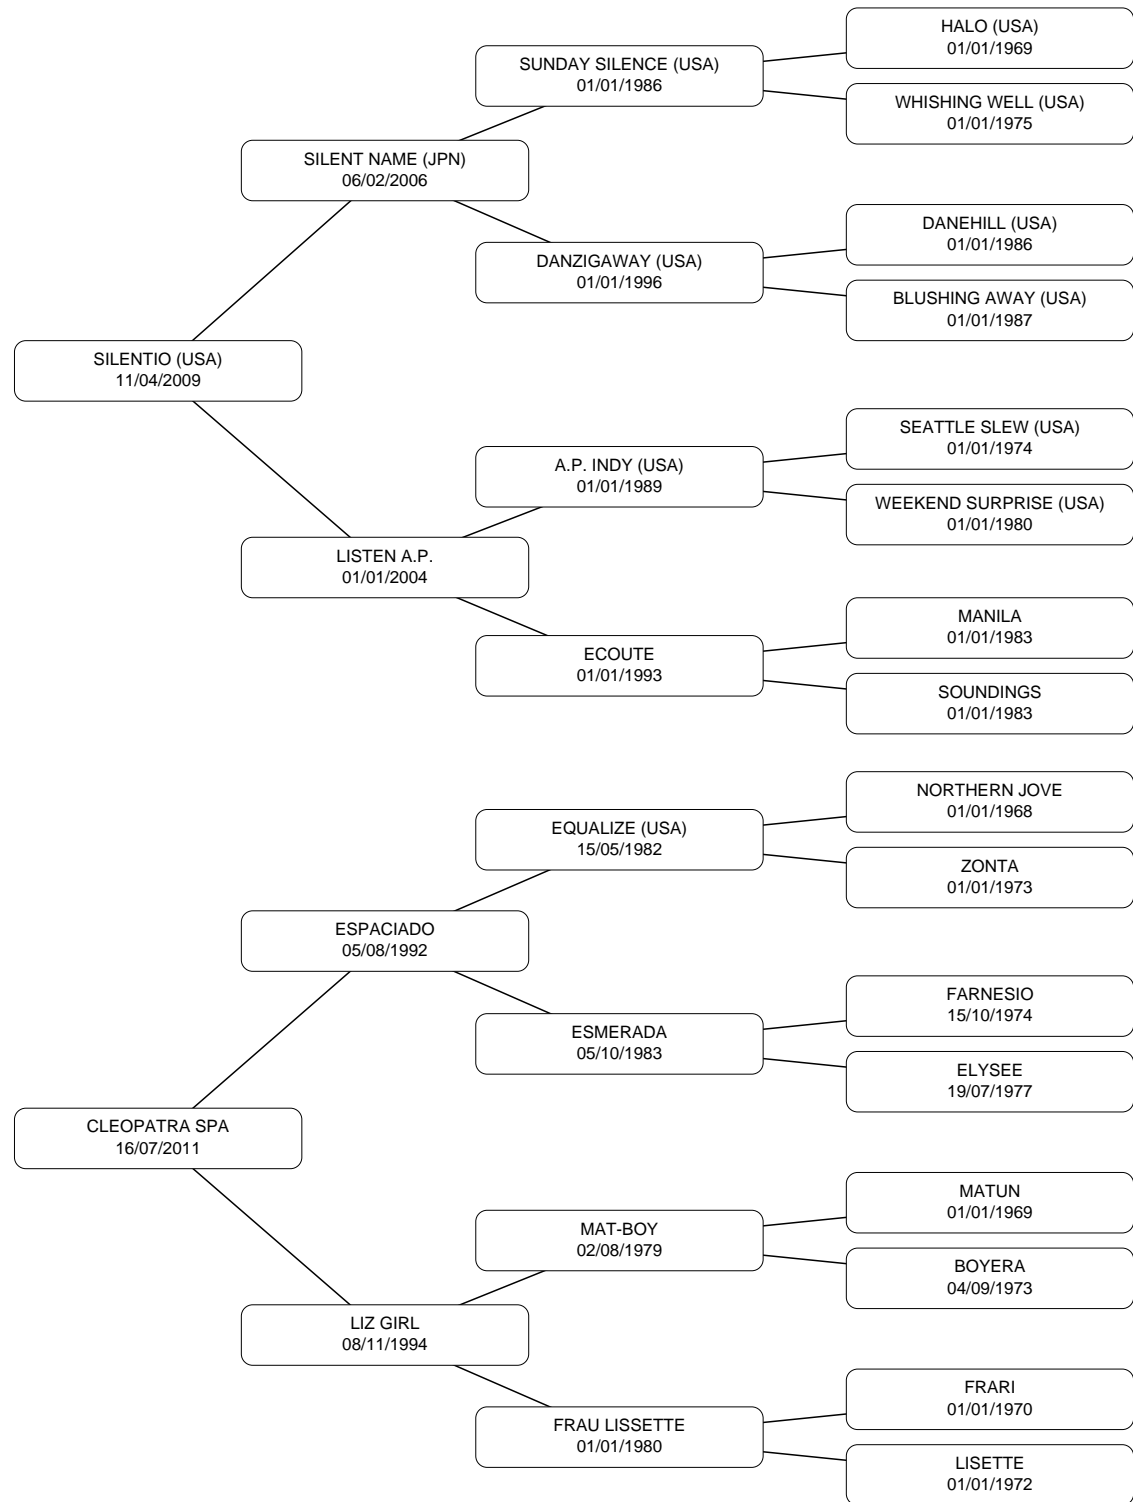 HALO (USA)
01/01/1969
SUNDAY SILENCE (USA)
01/01/1986
WHISHING WELL (USA)
01/01/1975
SILENT NAME (JPN)
06/02/2006
DANEHILL (USA)
01/01/1986
DANZIGAWAY (USA)
01/01/1996
BLUSHING AWAY (USA)
01/01/1987
SILENTIO (USA)
11/04/2009
SEATTLE SLEW (USA)
01/01/1974
A.P. INDY (USA)
01/01/1989
WEEKEND SURPRISE (USA)
01/01/1980
LISTEN A.P.
01/01/2004
MANILA
01/01/1983
ECOUTE
01/01/1993
SOUNDINGS
01/01/1983
NORTHERN JOVE
01/01/1968
EQUALIZE (USA)
15/05/1982
ZONTA
01/01/1973
ESPACIADO
05/08/1992
FARNESIO
15/10/1974
ESMERADA
05/10/1983
ELYSEE
19/07/1977
CLEOPATRA SPA
16/07/2011
MATUN
01/01/1969
MAT-BOY
02/08/1979
BOYERA
04/09/1973
LIZ GIRL
08/11/1994
FRARI
01/01/1970
FRAU LISSETTE
01/01/1980
LISETTE
01/01/1972